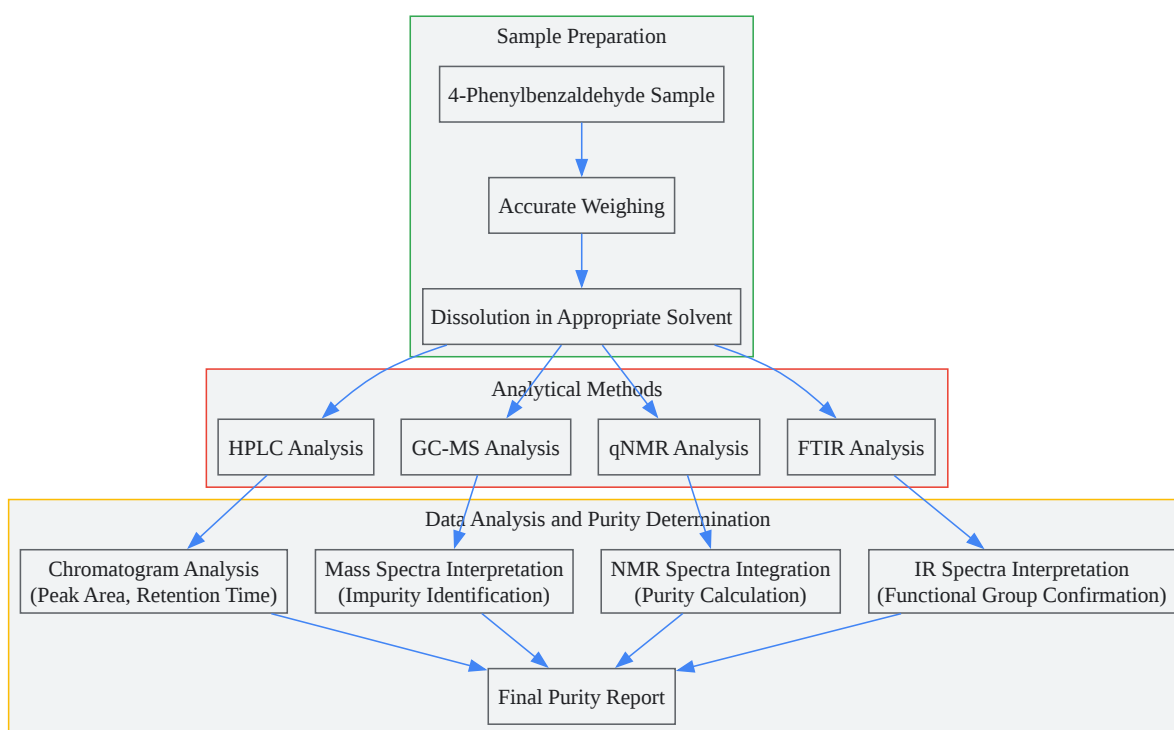 Sample Preparation
4-Phenylbenzaldehyde Sample
Accurate Weighing
Dissolution in Appropriate Solvent
Analytical Methods
HPLC Analysis
GC-MS Analysis
qNMR Analysis
FTIR Analysis
Data Analysis and Purity Determination
Chromatogram Analysis
(Peak Area, Retention Time)
Mass Spectra Interpretation
(Impurity Identification)
NMR Spectra Integration
(Purity Calculation)
IR Spectra Interpretation
(Functional Group Confirmation)
Final Purity Report